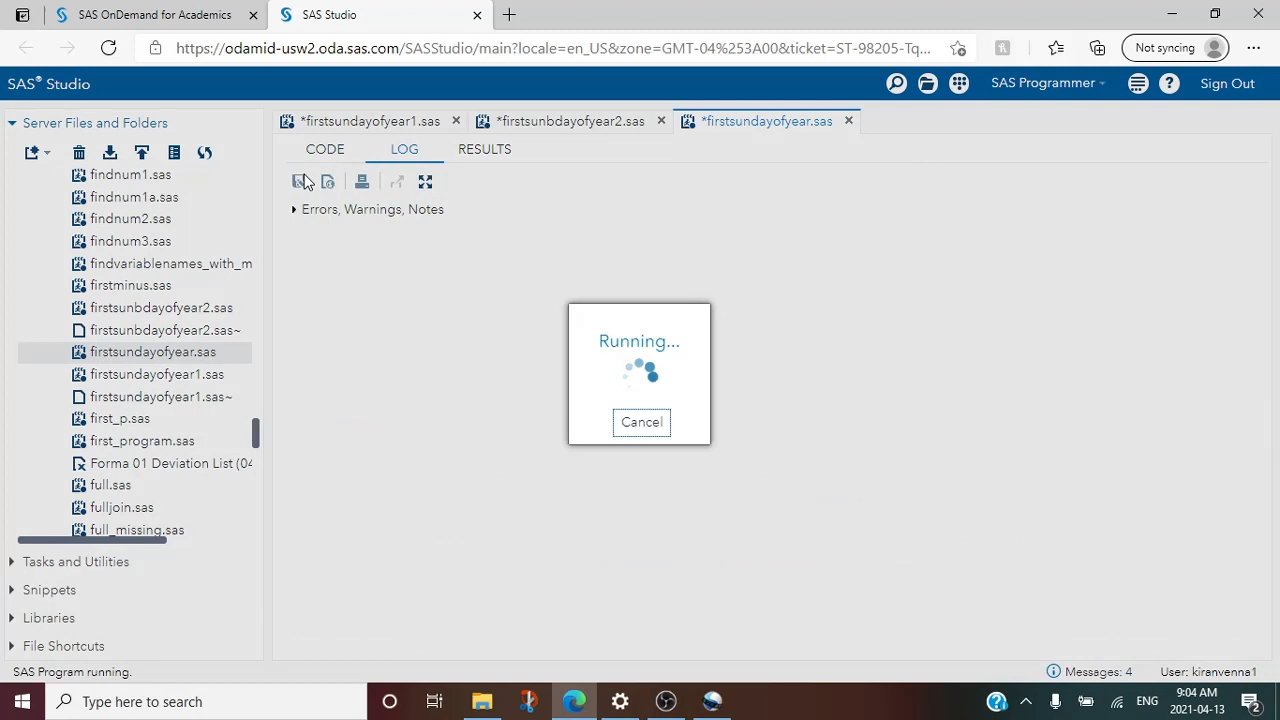 SAS OnDemand for Academics
SAS Studio
https://odamid-usw2.oda.sas.com/SASStudio/main?locale=en_US&zone=GMT-04%253A00&ticket=ST-98205-Tq...
Not syncing
SAS® Studio
SAS Programmer
Sign Out
Server Files and Folders
findnum1.sas
findnum1a.sas
findnum2.sas
findnum3.sas
findvariablenames_with_m
firstminus.sas
firstsunbdayofyear2.sas
firstsunbdayofyear2.sas~
firstsundayofyear.sas
firstsundayofyear1.sas
firstsundayofyear1.sas~
first_p.sas
first_program.sas
Forma 01 Deviation List (04
full.sas
fulljoin.sas
full_missing.sas
Tasks and Utilities
Snippets
Libraries
File Shortcuts
*firstsundayofyear1.sas
*firstsunbdayofyear2.sas
*firstsundayofyear.sas
CODE
LOG
RESULTS
Errors, Warnings, Notes
Running...
Cancel
SAS Program running.
Messages: 4
User: kiranvenna1
Type here to search
ENG
9:04 AM
2021-04-13
2